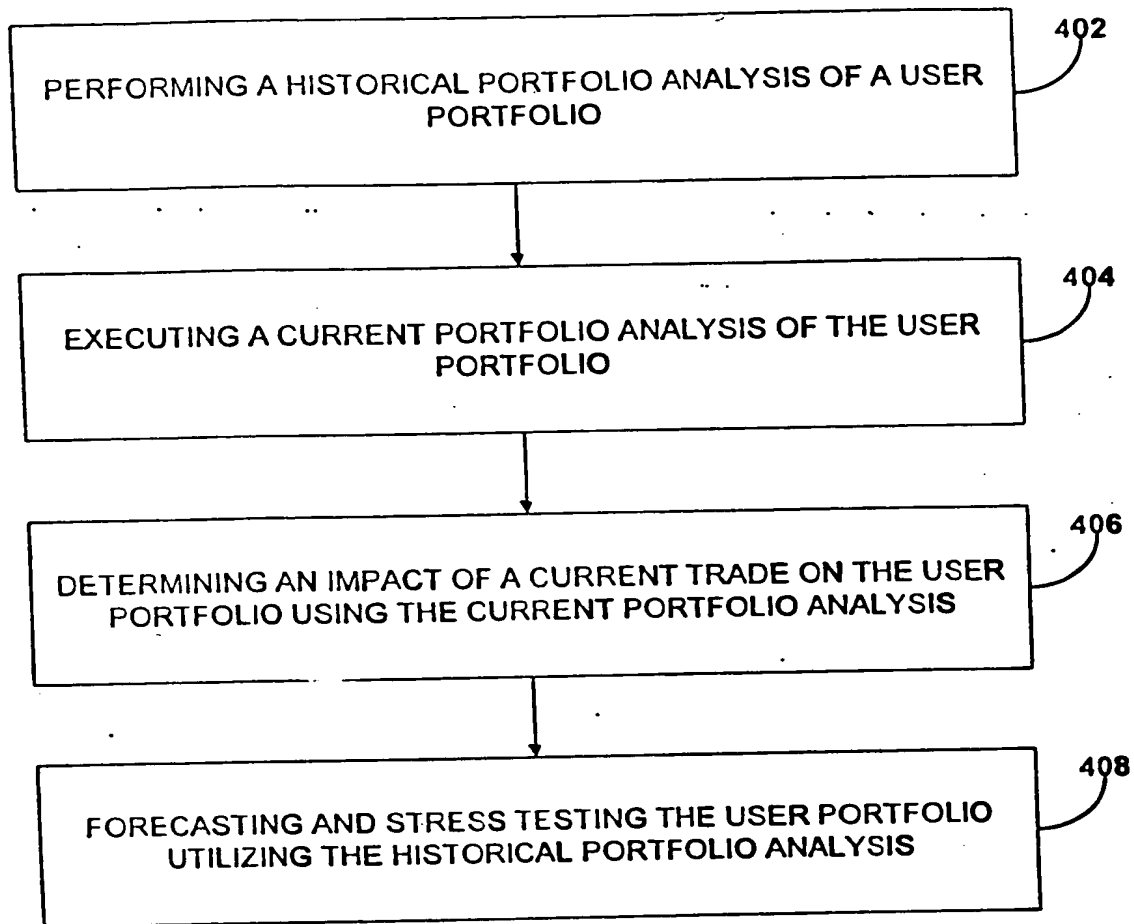 402
PERFORMING A HISTORICAL PORTFOLIO ANALYSIS OF A USER
PORTFOLIO
404
EXECUTING A CURRENT PORTFOLIO ANALYSIS OF THE USER
PORTFOLIO
406
DETERMINING AN IMPACT OF A CURRENT TRADE ON THE USER
PORTFOLIO USING THE CURRENT PORTFOLIO ANALYSIS
408
FORECASTING AND STRESS TESTING THE USER PORTFOLIO
UTILIZING THE HISTORICAL PORTFOLIO ANALYSIS